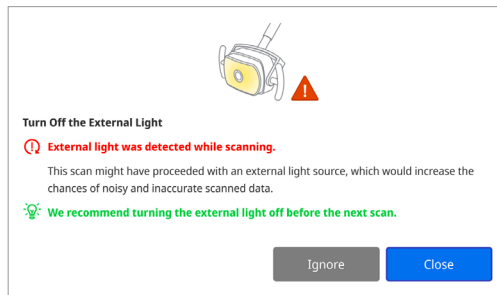 Turn Off the External Light
External light was detected while scanning.
This scan might have proceeded with an external light source, which would increase the
chances of noisy and inaccurate scanned data.
We recommend turning the external light off before the next scan.
Ignore
Close